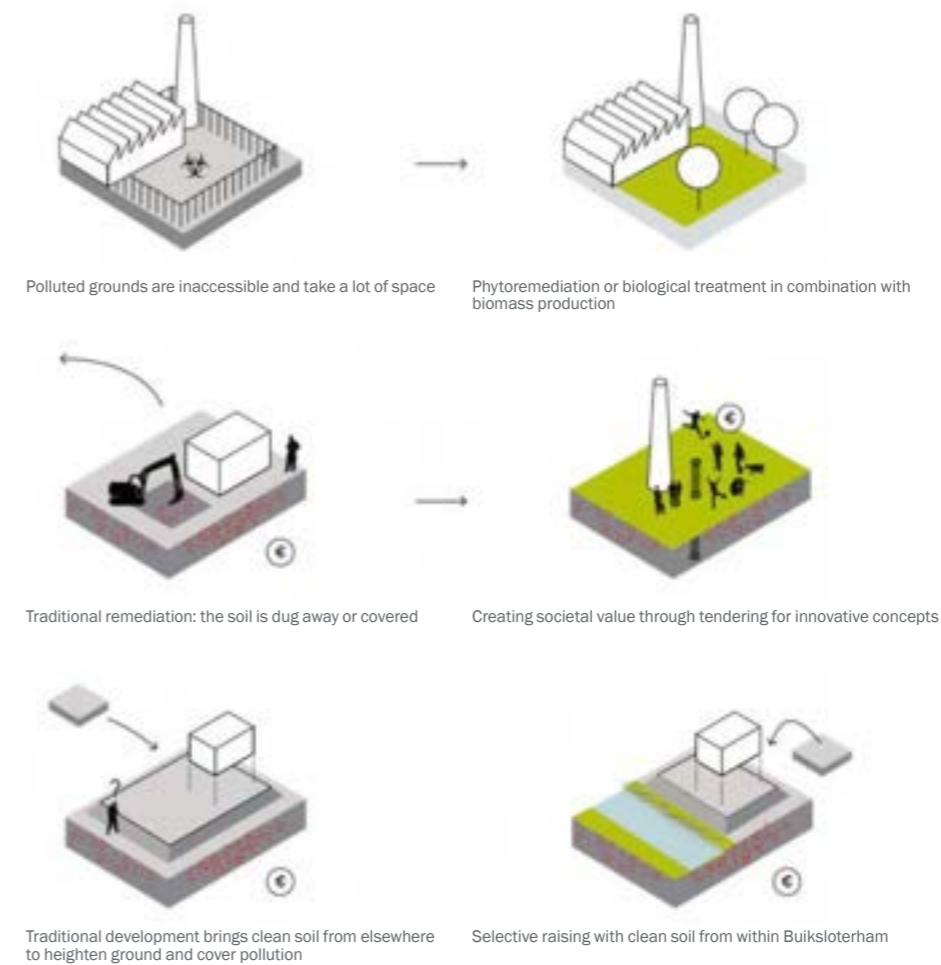 Polluted grounds are inaccessible and take a lot of space
Phytoremediation or biological treatment in combination with
biomass production
€
€
Traditional remediation: the soil is dug away or covered
Creating societal value through tendering for innovative concepts
?
€
€
Traditional development brings clean soil from elsewhere
to heighten ground and cover pollution
Selective raising with clean soil from within Buiksloterham